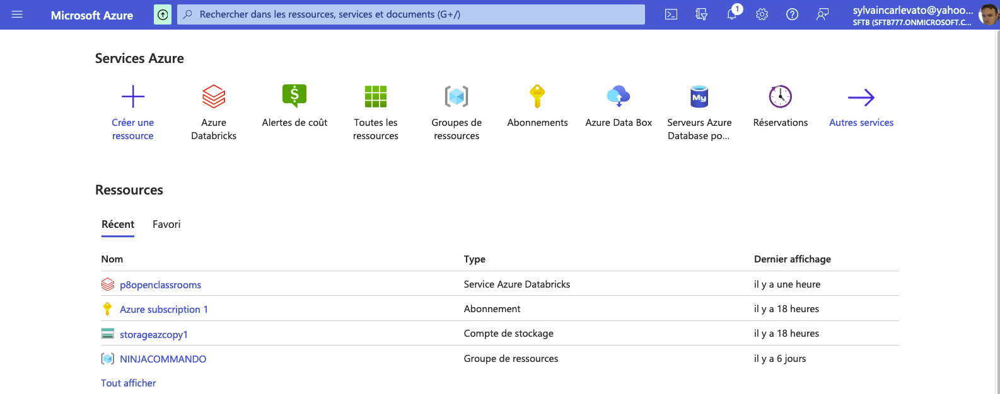 Microsoft Azure
Rechercher dans les ressources, services et documents (G+/)
1
sylvaincarlevato@yahoo...
SFTB (SFTB777.ONMICROSOFT.C...
Services Azure
Créer une
ressource
Azure
Databricks
$
Alertes de coût
Toutes les
ressources
Groupes de
ressources
Abonnements
Azure Data Box
My
Serveurs Azure
Database po...
Réservations
Autres services
Ressources
Récent Favori
Nom Type Dernier affichage
p8openclassrooms Service Azure Databricks il y a une heure
Azure subscription 1 Abonnement il y a 18 heures
storageazcopy1 Compte de stockage il y a 18 heures
NINJACOMMANDO Groupe de ressources il y a 6 jours
Tout afficher